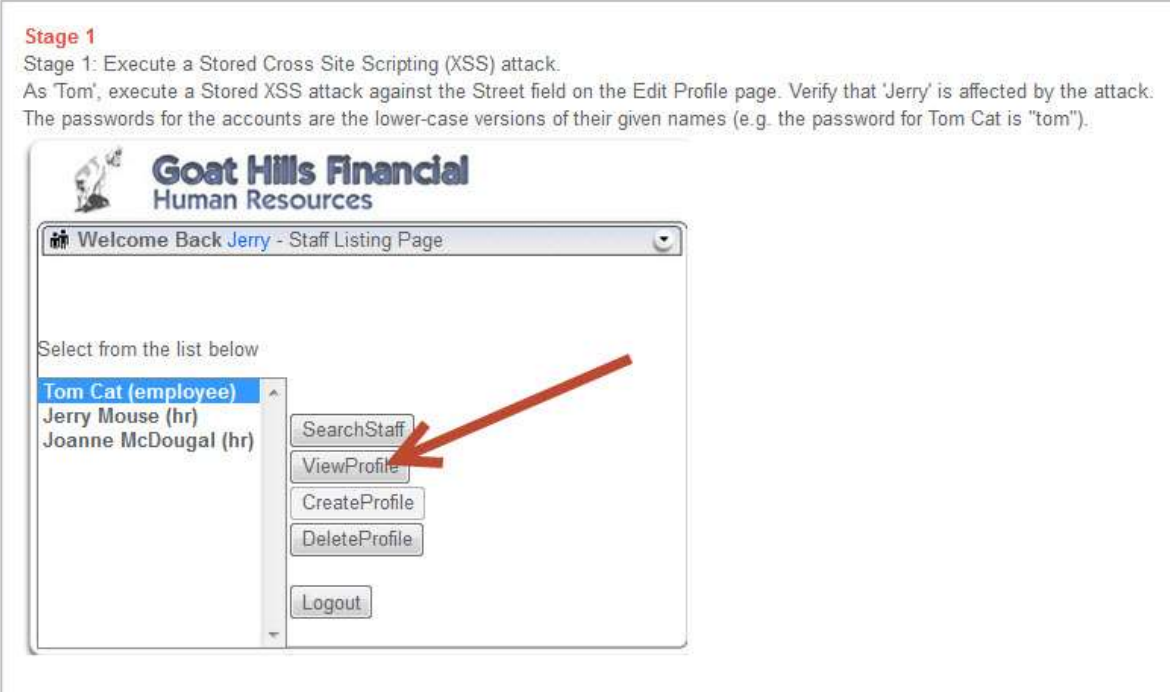 Stage 1
Stage 1: Execute a Stored Cross Site Scripting (XSS) attack.
As 'Tom', execute a Stored XSS attack against the Street field on the Edit Profile page. Verify that 'Jerry' is affected by the attack.
The passwords for the accounts are the lower-case versions of their given names (e.g. the password for Tom Cat is "tom").
Goat Hills Financial
Human Resources
Welcome Back Jerry - Staff Listing Page
Select from the list below
Tom Cat (employee)
Jerry Mouse (hr)
Joanne McDougal (hr)
SearchStaff
ViewProfile
CreateProfile
DeleteProfile
Logout